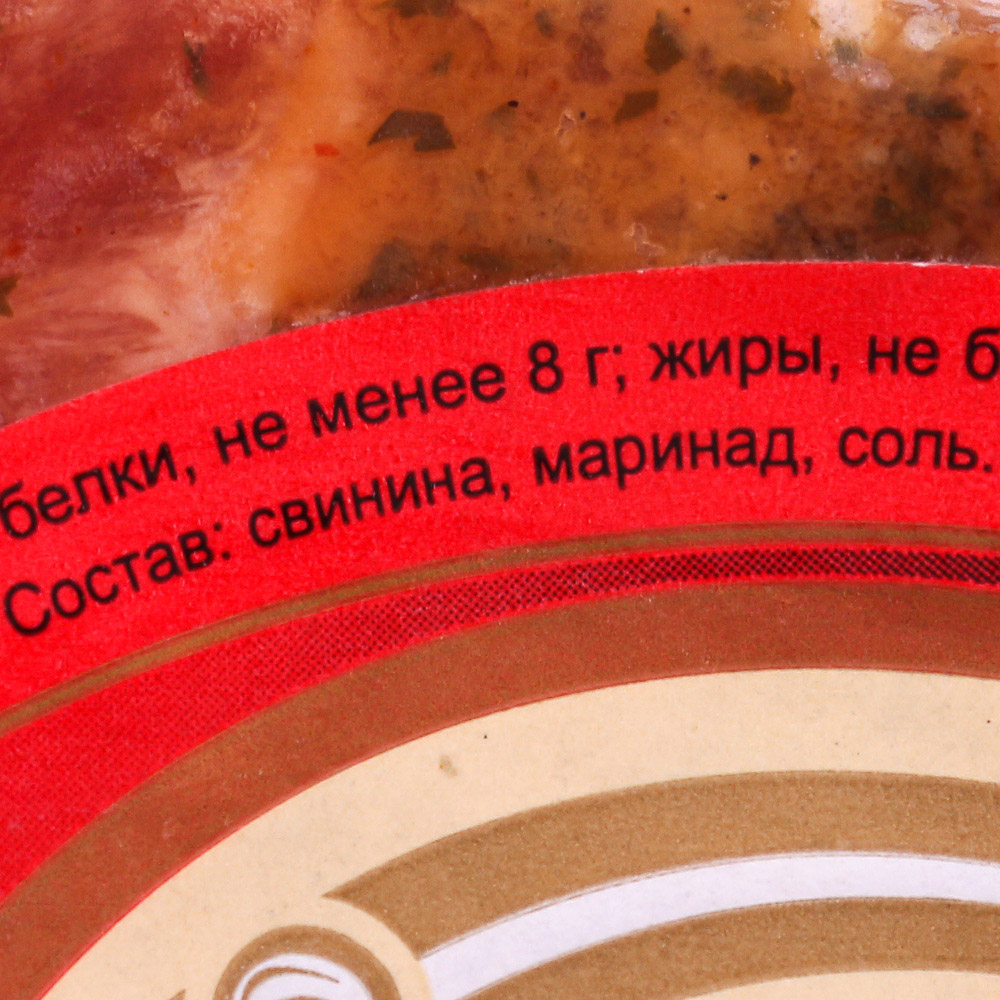 белки, не менее 8 г; жиры, не б
Состав: свинина, маринад, соль.